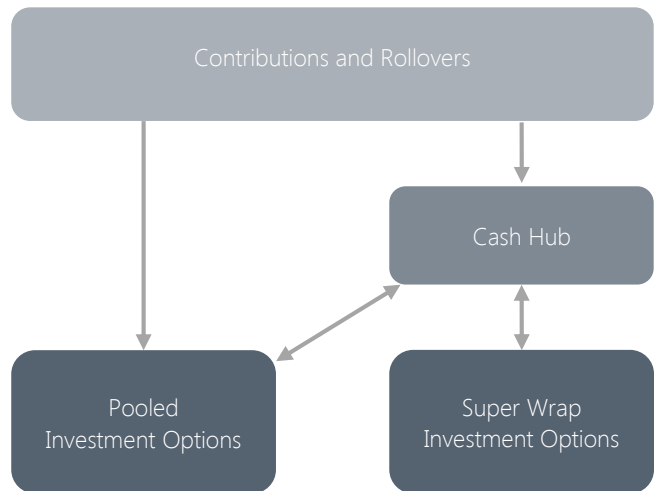 Contributions and Rollovers
Cash Hub
Pooled
Investment Options
Super Wrap
Investment Options